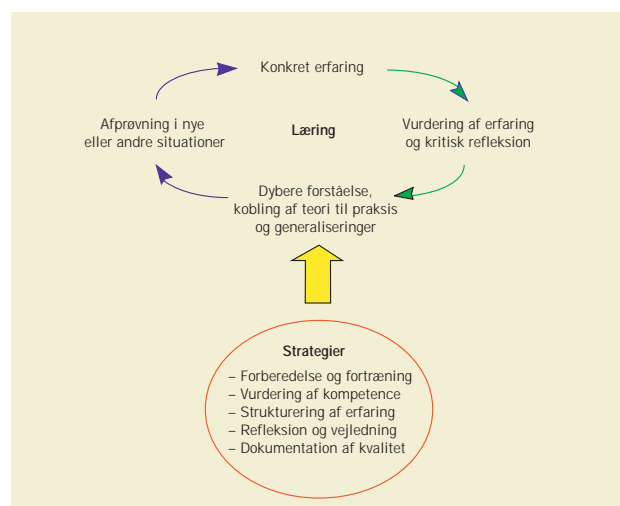 Konkret erfaring
Afprøvning i nye
eller andre situationer
Læring
Vurdering af erfaring
og kritisk refleksion
Dybere forståelse,
kobling af teori til praksis
og generaliseringer
Strategier
– Forberedelse og fortræning
– Vurdering af kompetence
– Strukturering af erfaring
– Refleksion og vejledning
– Dokumentation af kvalitet